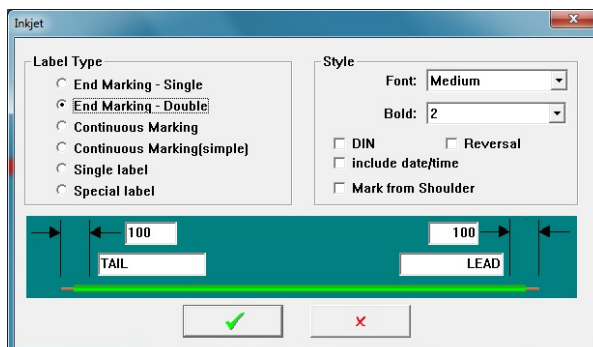 Inkjet
Label Type
End Marking - Single
End Marking - Double
Continuous Marking
Continuous Marking(simple)
Single label
Special label
Style
Font: Medium
Bold: 2
DIN Reversal
include date/time
Mark from Shoulder
100 100
TAIL LEAD